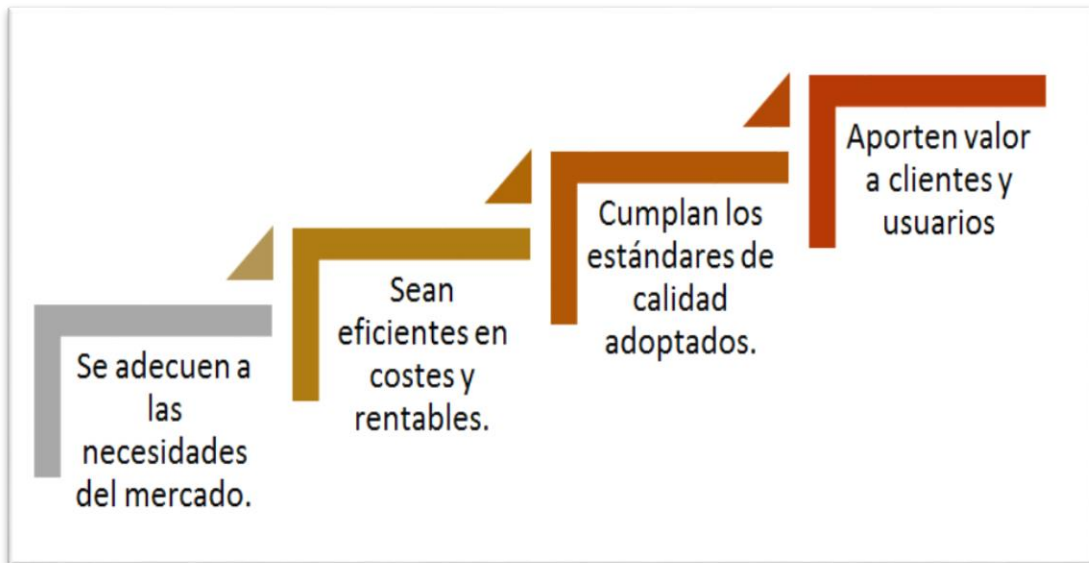 Se adecuen a
las
necesidades
del mercado.
Sean
eficientes en
costes y
rentables.
Cumplan los
estándares de
calidad
adoptados.
Aporten valor
a clientes y
usuarios